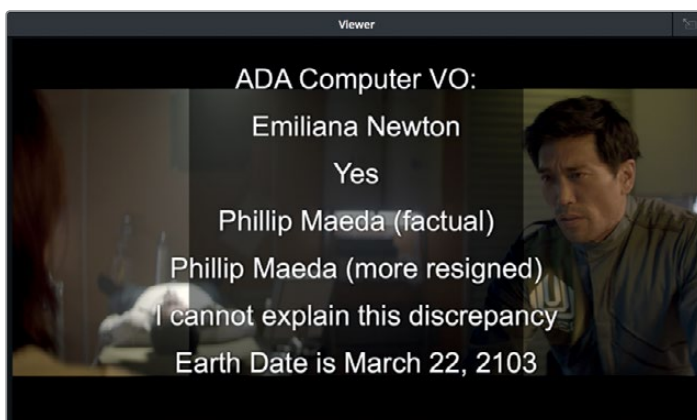 Viewer
ADA Computer VO:
Emiliana Newton
Yes
Phillip Maeda (factual)
Phillip Maeda (more resigned)
I cannot explain this discrepancy
Earth Date is March 22, 2103